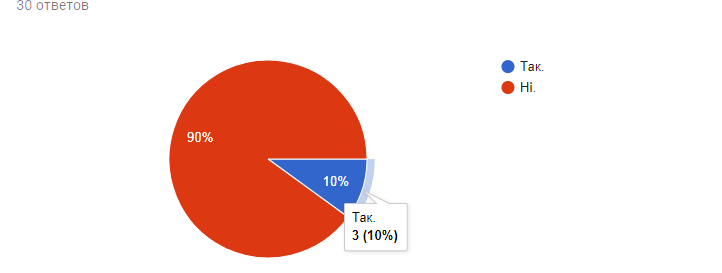 30 ответов
Так.
Ні.
90%
10%
Так.
3 (10%)